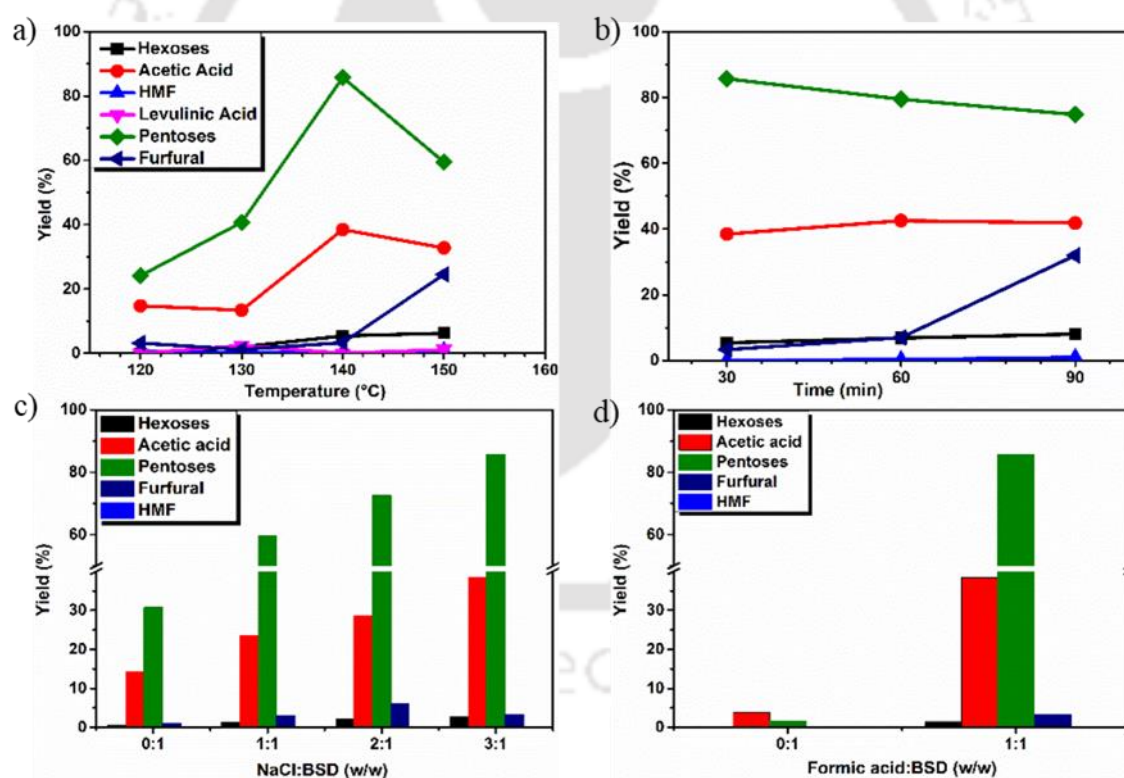 a)
100
80
60
40
20
0
Yield (%)
Hexoses
Acetic Acid
HMF
Levulinic Acid
Pentoses
Furfural
120 130 140 150 160
Temperature (°C)
b)
100
80
60
40
20
0
Yield (%)
30 60 90
Time (min)
c)
100
80
60
30
20
10
0
Yield (%)
Hexoses
Acetic acid
Pentoses
Furfural
HMF
0:1 1:1 2:1 3:1
NaCl:BSD (w/w)
d)
100
80
60
30
20
10
0
Yield (%)
Hexoses
Acetic acid
Pentoses
Furfural
HMF
0:1 1:1
Formic acid:BSD (w/w)